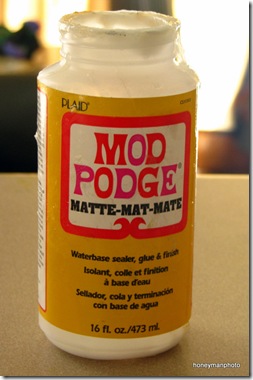 PLAID®
MOD
PODGE®
MATTE-MAT-MATE
Waterbase sealer, glue & finish
Isolant, colle et finition
à base d'eau
Sellador, cola y terminación
con base de agua
16 fl. oz./473 ml.
honeymanphoto